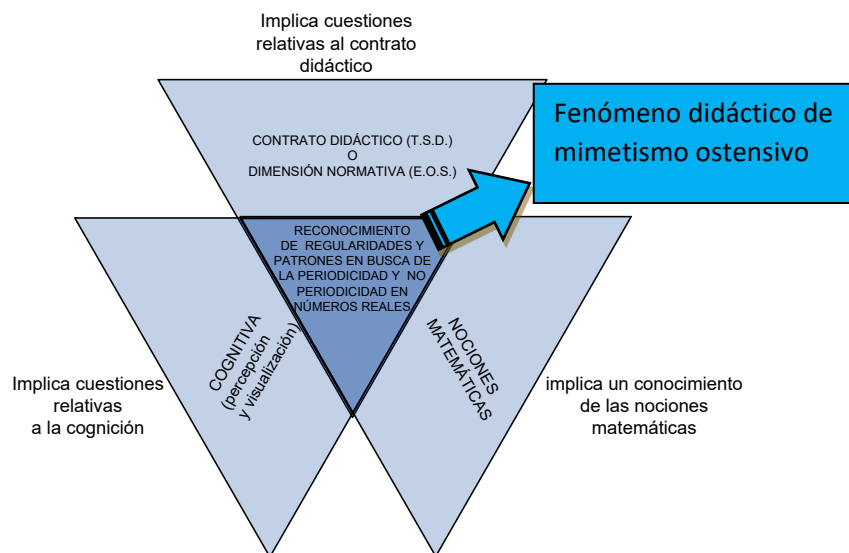 Implica cuestiones
relativas al contrato
didáctico
Fenómeno didáctico de
mimetismo ostensivo
CONTRATO DIDÁCTICO (T.S.D.)
O
DIMENSIÓN NORMATIVA (E.O.S.)
RECONOCIMIENTO
DE REGULARIDADES Y
PATRONES EN BUSCA DE
LA PERIODICIDAD Y NO
PERIODICIDAD EN
NÚMEROS REALES
COGNITIVA
(percepción
y visualización)
NOCIONES
MATEMÁTICAS
Implica cuestiones
relativas
a la cognición
implica un conocimiento
de las nociones
matemáticas